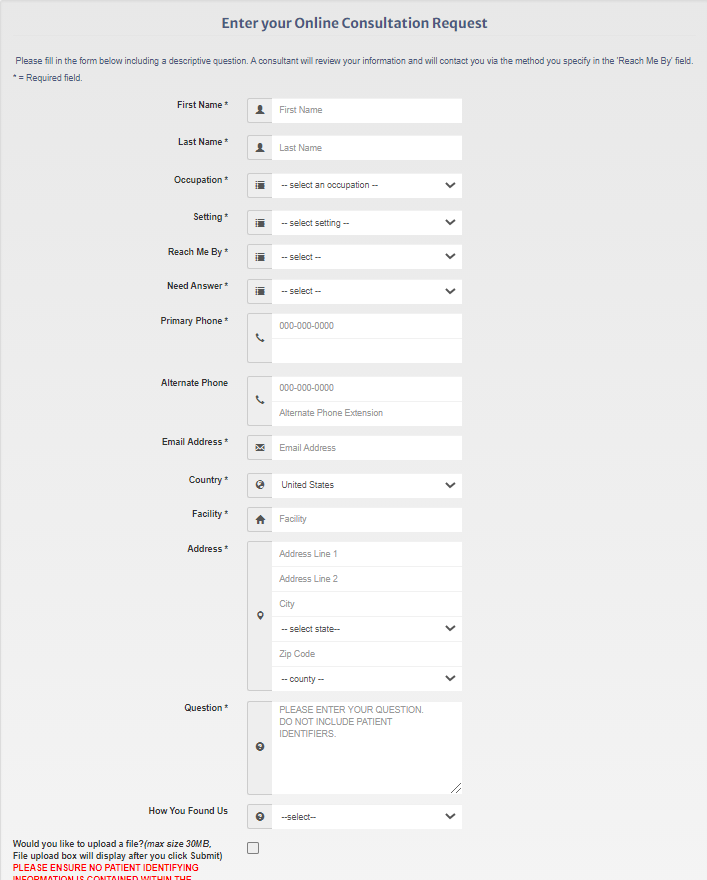 Enter your Online Consultation Request
Please fill in the form below including a descriptive question. A consultant will review your information and will contact you via the method you specify in the 'Reach Me By' field.
* = Required field.
First Name *
First Name
Last Name *
Last Name
Occupation *
-- select an occupation --
Setting *
-- select setting --
Reach Me By *
-- select --
Need Answer *
-- select --
Primary Phone *
000-000-0000
Alternate Phone
000-000-0000
Alternate Phone Extension
Email Address *
Email Address
Country *
United States
Facility *
Facility
Address *
Address Line 1
Address Line 2
City
-- select state--
Zip Code
-- county --
Question *
PLEASE ENTER YOUR QUESTION.
DO NOT INCLUDE PATIENT
IDENTIFIERS.
How You Found Us
--select--
Would you like to upload a file?(max size 30MB,
File upload box will display after you click Submit)
PLEASE ENSURE NO PATIENT IDENTIFYING
INFORMATION IS CONTAINED WITHIN THE